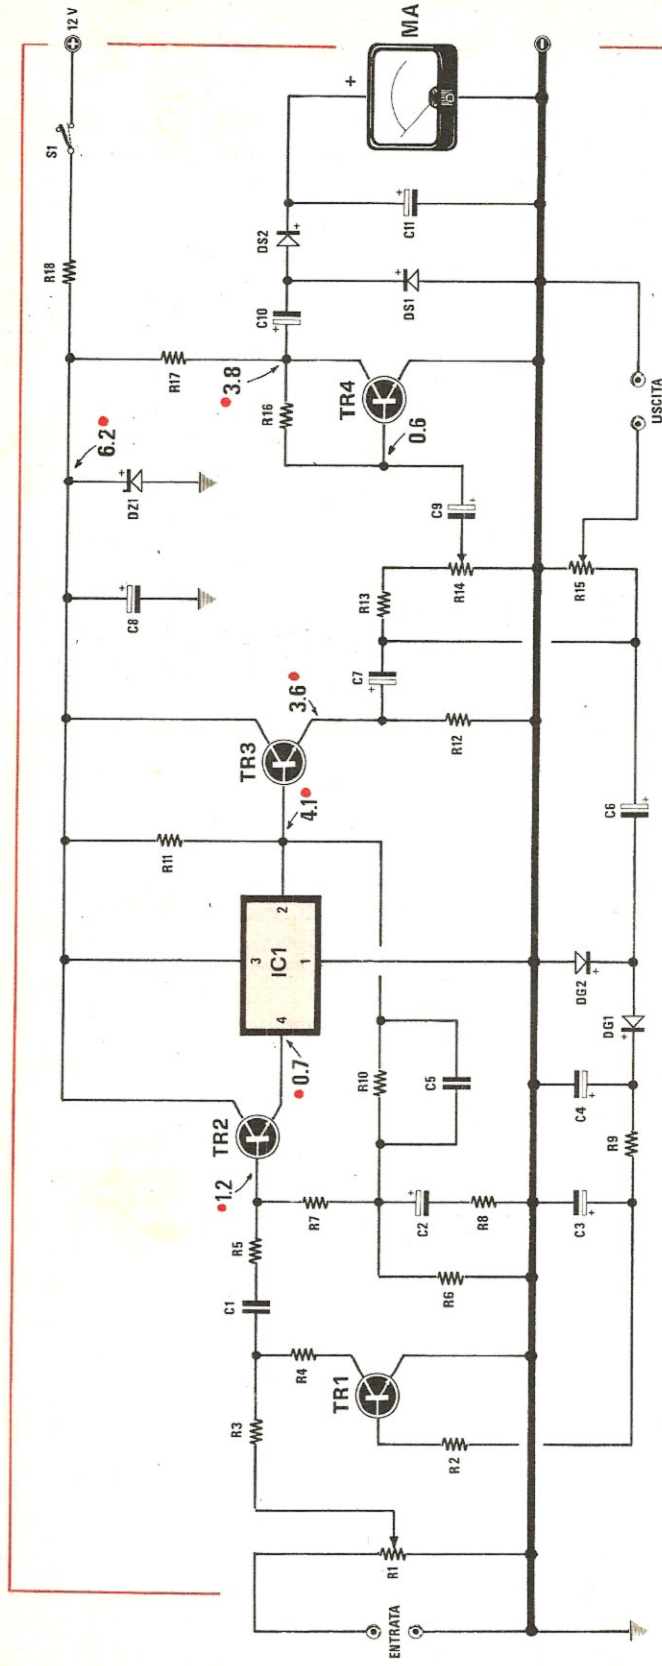 12 V
S1
R18
R17
6.2
DZ1
C8
3.8
R16
C10
DS2
DS1
C11
+
MA
TR4
0.6
C9
R13
R14
R15
USCITA
C7
3.6
R12
TR3
4.1
R11
3
2
IC1
4
1
0.7
TR2
1.2
R10
C5
C6
DG2
DG1
C4
R9
C3
R7
C2
R8
R6
R5
C1
R4
TR1
R3
R2
R1
ENTRATA